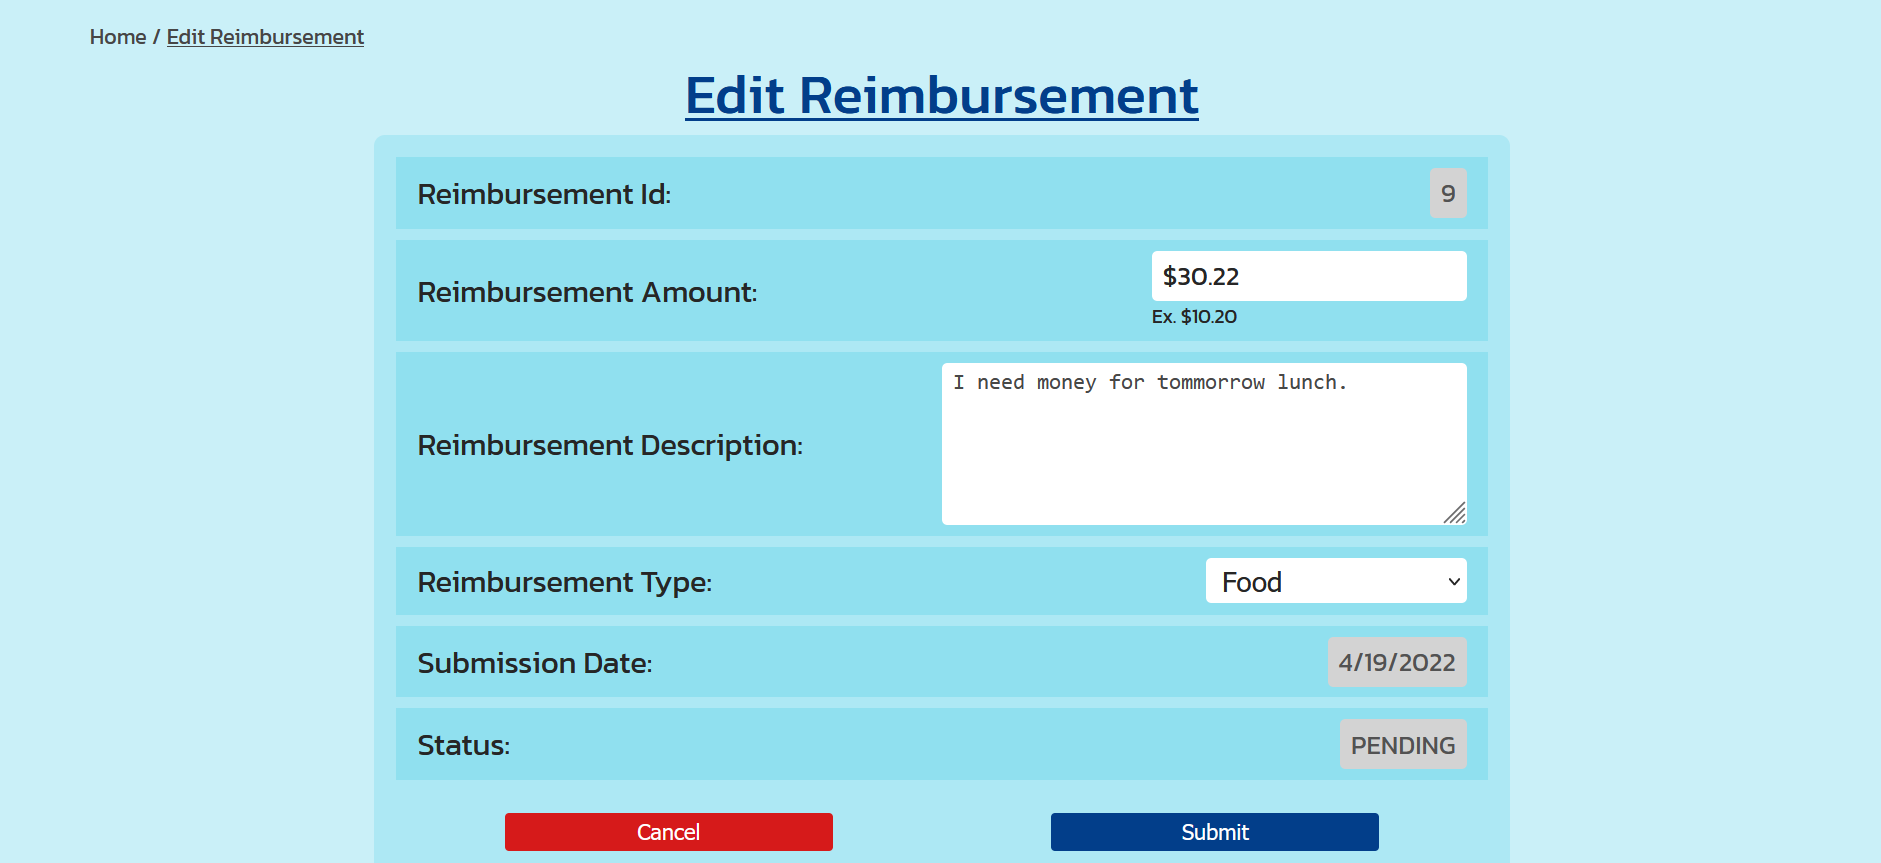 Home / Edit Reimbursement
Edit Reimbursement
Reimbursement Id: 9
Reimbursement Amount: $30.22
Ex. $10.20
Reimbursement Description: I need money for tommorrow lunch.
Reimbursement Type: Food
Submission Date: 4/19/2022
Status: PENDING
Cancel Submit